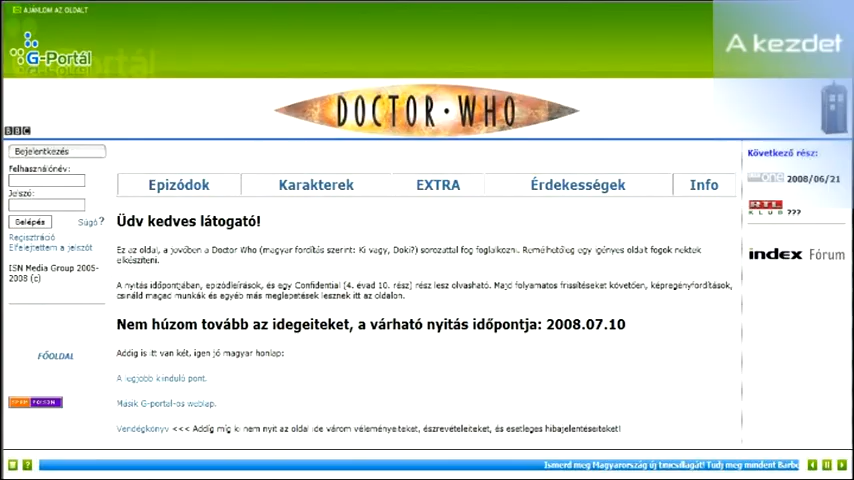 AJÁNLOM AZ OLDALT
G-Portál
A kezdet
DOCTOR·WHO
BBC
Bejelentkezés
Felhasználónév:
Jelszó:
Belépés Súgó ?
Regisztráció
Elfelejtettem a jelszót
ISN Media Group 2005-
2008 (c)
FŐOLDAL
Epizódok Karakterek EXTRA Érdekességek Info
Üdv kedves látogató!
Ez az oldal, a jövőben a Doctor Who (magyar fordítás szerint: Ki vagy, Doki?) sorozattal fog foglalkozni. Remélhetőleg egy igényes oldalt fogok nektek
elkészíteni.
A nyitás időpontjában, epizódleírások, és egy Confidential (4. évad 10. rész) rész lesz olvasható. Majd folyamatos frissítéseket követően, képregényfordítások,
csináld magad munkák és egyéb más meglepetések lesznek itt az oldalon.
Nem húzom tovább az idegeiteket, a várható nyitás időpontja: 2008.07.10
Addig is itt van két, igen jó magyar honlap:
A legjobb kiinduló pont.
Másik G-portál-os weblap.
Vendégkönyv <<< Addig míg ki nem nyit az oldal ide várom véleményeiteket, észrevételeiteket, és esetleges hibajelentéseiteket!
Következő rész:
one 2008/06/21
RTL
KLUB ???
index Fórum
Ismerd meg Magyarország új tinicsillagát! Tudj meg mindent Barbo